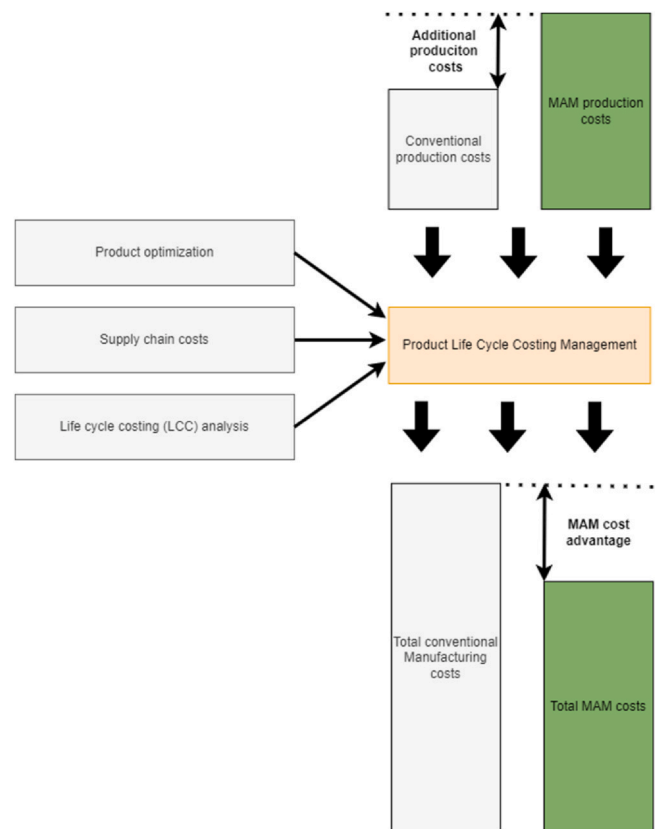 Additional
produciton
costs
MAM production
costs
Conventional
production costs
Product optimization
Supply chain costs
Product Life Cycle Costing Management
Life cycle costing (LCC) analysis
MAM cost
advantage
Total conventional
Manufacturing
costs
Total MAM costs